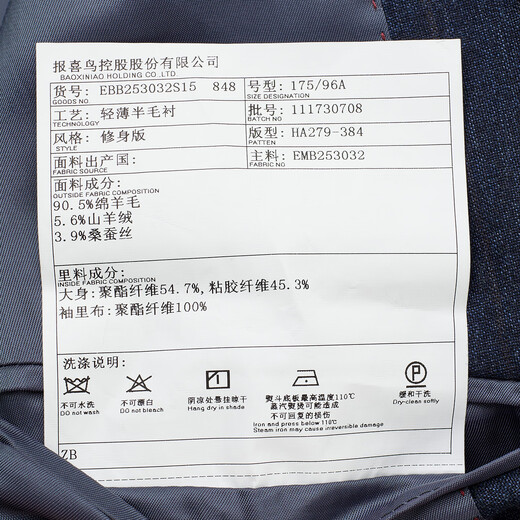 报喜鸟控股股份有限公司
BAOXINIAO HOLDING CO.,LTD
货号: EBB253032S15 848 号型: 175/96A
GOODS NO. SIZE DESIGNATION
工艺: 轻薄半毛衬 批号: 111730708
TECHNOLOGY BATCH NO
风格: 修身版 版型: HA279-384
STYLE PATTEN
面料出产国: 主料: EMB253032
FABRIC SOURCE FABRIC
面料成分:
OUTSIDE FABRIC COMPOSITION
90.5%绵羊毛
5.6%山羊绒
3.9%桑蚕丝
里料成分:
INSIDE FABRIC COMPOSITION
大身:聚酯纤维54.7%,粘胶纤维45.3%
袖里布:聚酯纤维100%
洗涤说明:
P
不可水洗 不可漂白 阴凉处悬挂晾干 熨斗底板最高温度110℃ 缓和干洗
Do not wash Do not bleach Hang dry in shade 蒸汽熨烫可能造成 Dry-clean softly
不可回复的损伤
Iron and press below 110℃
Steam iron may cause irreversible damage
ZB